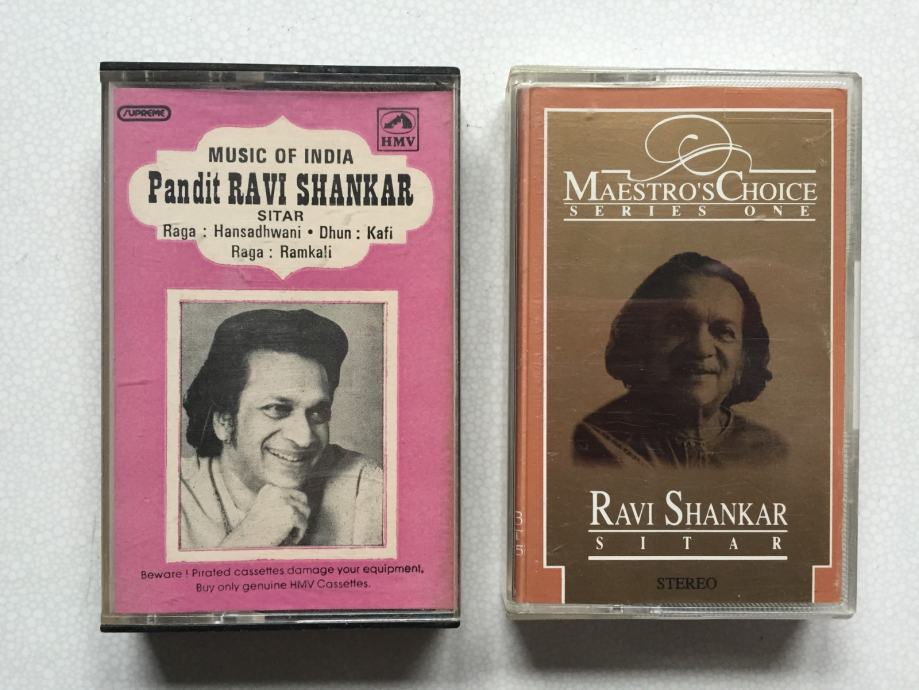 SUPREME
HMV
MUSIC OF INDIA
Pandit RAVI SHANKAR
SITAR
Raga : Hansadhwani • Dhun : Kafi
Raga : Ramkali
Beware ! Pirated cassettes damage your equipment,
Buy only genuine HMV Cassettes.
MAESTRO'S CHOICE
SERIES ONE
RAVI SHANKAR
SITAR
STEREO